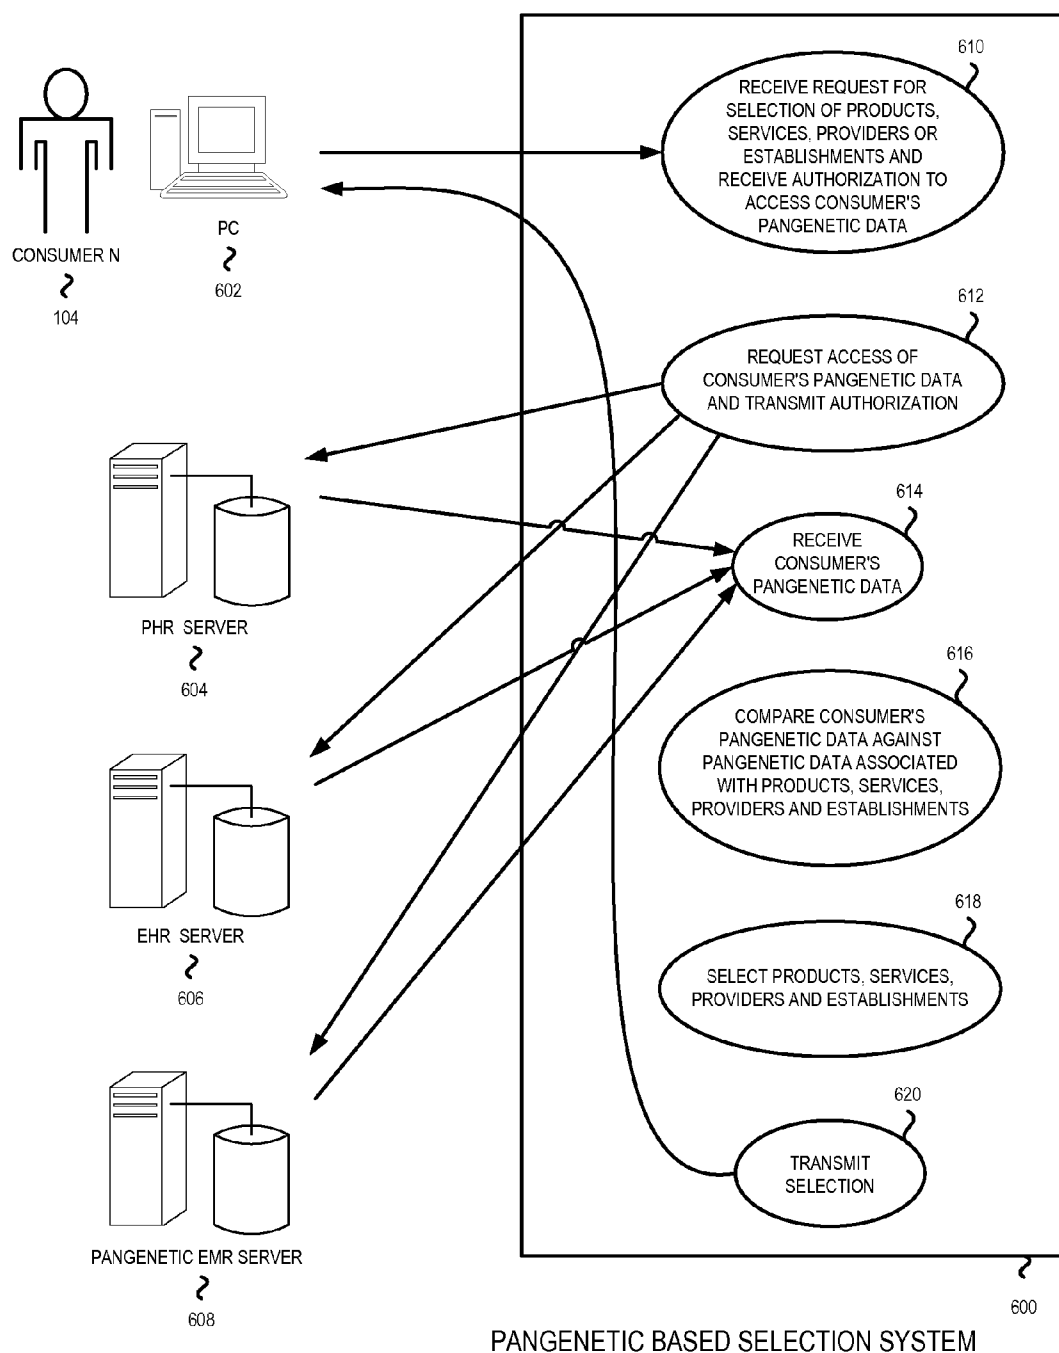 610
RECEIVE REQUEST FOR
SELECTION OF PRODUCTS,
SERVICES, PROVIDERS OR
ESTABLISHMENTS AND
RECEIVE AUTHORIZATION TO
ACCESS CONSUMER'S
PANGENETIC DATA
CONSUMER N
104
PC
602
612
REQUEST ACCESS OF
CONSUMER'S PANGENETIC DATA
AND TRANSMIT AUTHORIZATION
614
RECEIVE
CONSUMER'S
PANGENETIC DATA
PHR SERVER
604
616
COMPARE CONSUMER'S
PANGENETIC DATA AGAINST
PANGENETIC DATA ASSOCIATED
WITH PRODUCTS, SERVICES,
PROVIDERS AND ESTABLISHMENTS
EHR SERVER
606
618
SELECT PRODUCTS, SERVICES,
PROVIDERS AND ESTABLISHMENTS
620
TRANSMIT
SELECTION
PANGENETIC EMR SERVER
608
600
PANGENETIC BASED SELECTION SYSTEM